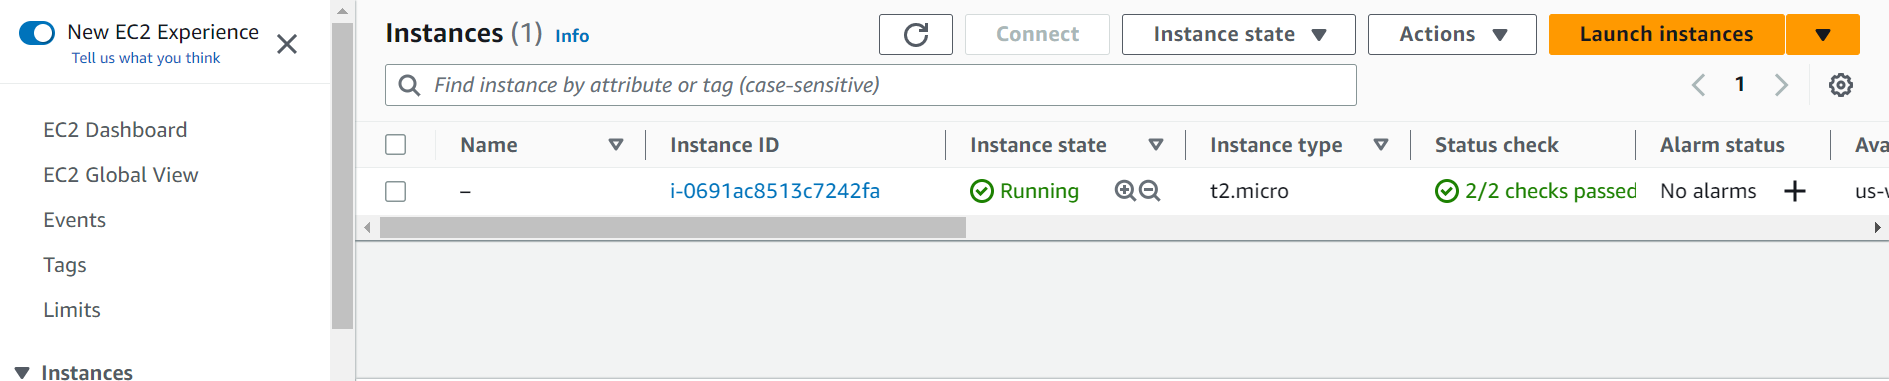 New EC2 Experience
Tell us what you think
EC2 Dashboard
EC2 Global View
Events
Tags
Limits
Instances
Instances (1) Info
Connect
Instance state
Actions
Launch instances
Find instance by attribute or tag (case-sensitive)
1
Name Instance ID Instance state Instance type Status check Alarm status Ava
– i-0691ac8513c7242fa Running t2.micro 2/2 checks passed No alarms us-w